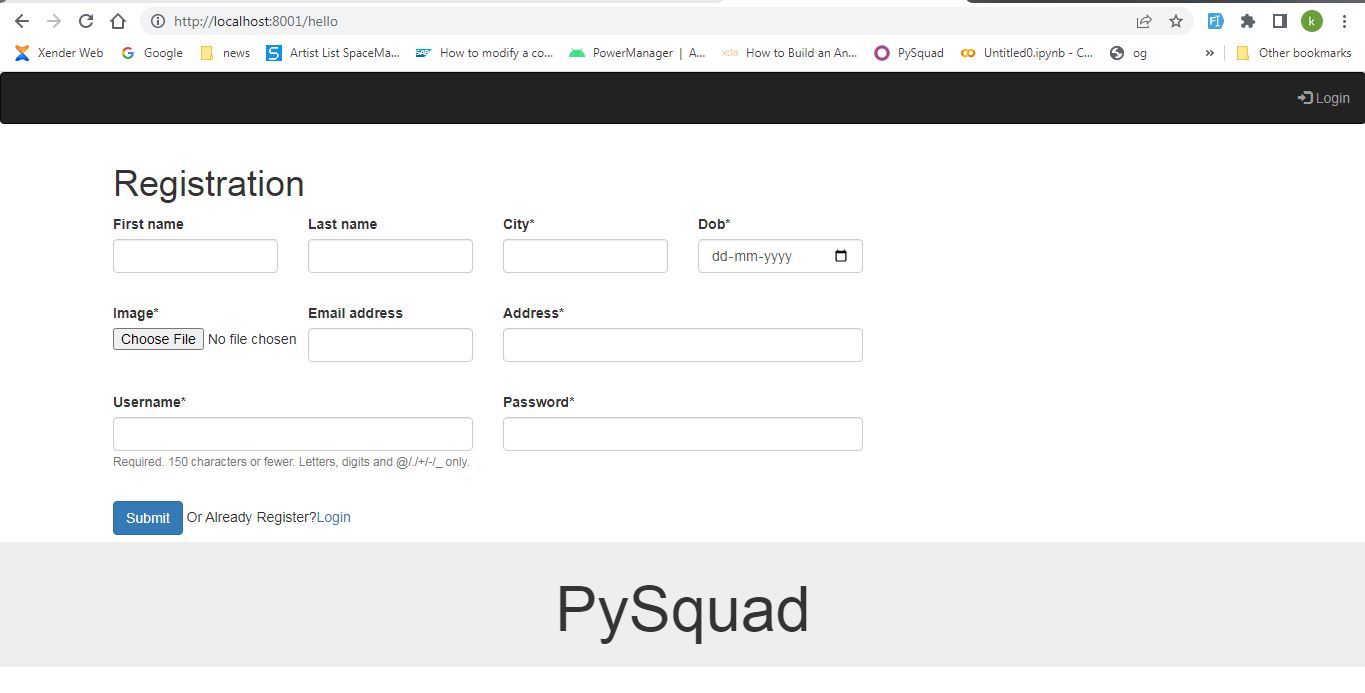 http://localhost:8001/hello
k
Xender Web Google news Artist List SpaceMa... How to modify a co... PowerManager | A... How to Build an An... PySquad Untitled0.ipynb - C... og » Other bookmarks
Login
Registration
First name Last name City* Dob*
dd-mm-yyyy
Image* Email address Address*
Choose File No file chosen
Username* Password*
Required. 150 characters or fewer. Letters, digits and @/./+/-/_ only.
Submit Or Already Register?Login
PySquad